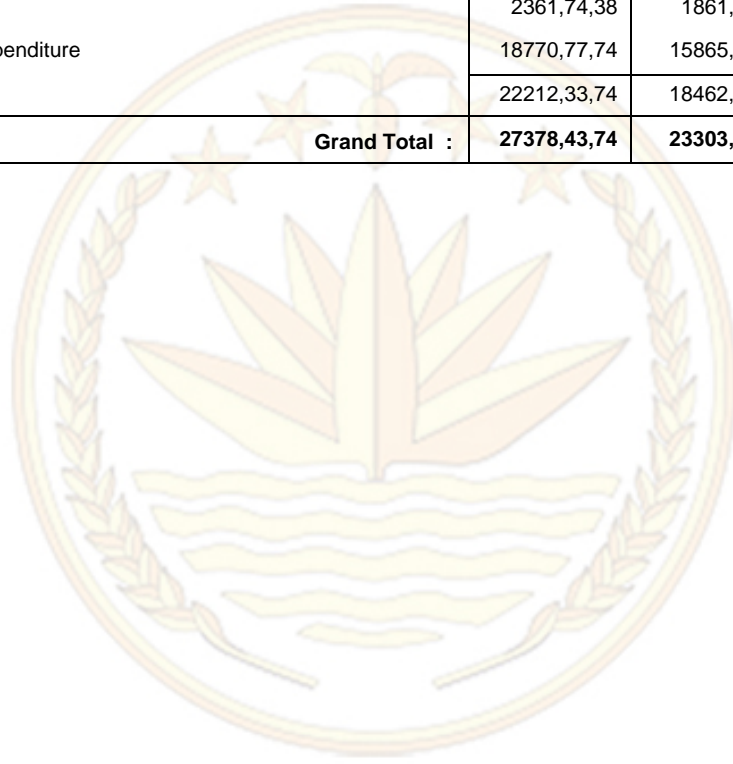 2361,74,38 1861,
penditure 18770,77,74 15865,
22212,33,74 18462,
Grand Total : 27378,43,74 23303,